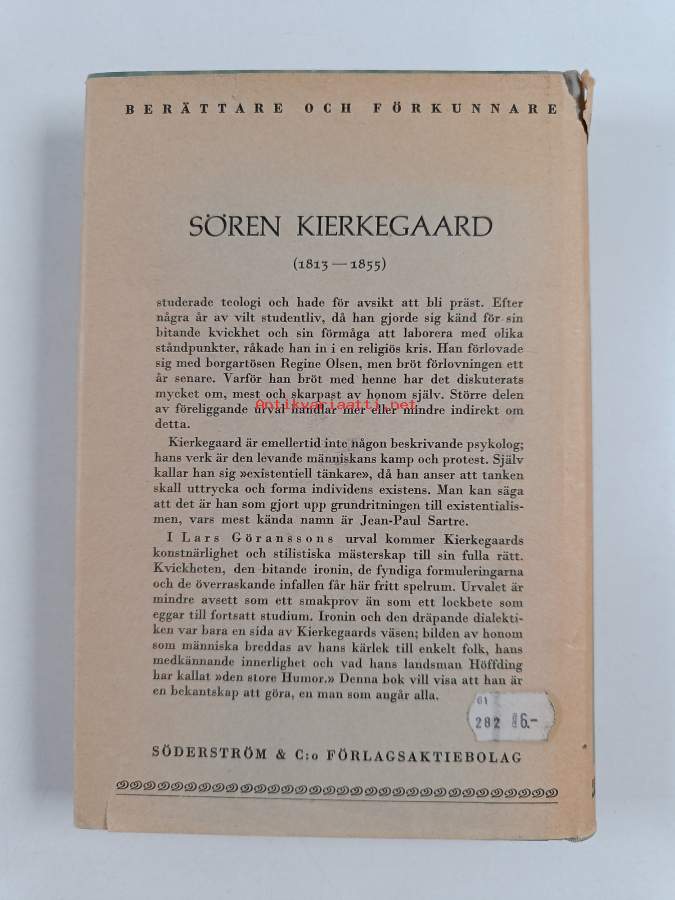 BERÄTTARE OCH FÖRKUNNARE
SÖREN KIERKEGAARD
(1813—1855)
studerade teologi och hade för avsikt att bli präst. Efter
några år av vilt studentliv, då han gjorde sig känd för sin
bitande kvickhet och sin förmåga att laborera med olika
ståndpunkter, råkade han in i en religiös kris. Han förlovade
sig med borgartösen Regine Olsen, men bröt förlovningen ett
år senare. Varför han bröt med henne har det diskuterats
mycket om, mest och skarpast av honom själv. Större delen
av föreliggande urval handlar mer eller mindre indirekt om
Antikvariaatti.net
detta.
Kierkegaard är emellertid inte någon beskrivande psykolog;
hans verk är den levande människans kamp och protest. Själv
kallar han sig »existentiell tänkare», då han anser att tanken
skall uttrycka och forma individens existens. Man kan säga
att det är han som gjort upp grundritningen till existentialis-
men, vars mest kända namn är Jean-Paul Sartre.
I Lars Göranssons urval kommer Kierkegaards
konstnärlighet och stilistiska mästerskap till sin fulla rätt.
Kvickheten, den bitande ironin, de fyndiga formuleringarna
och de överraskande infallen får här fritt spelrum. Urvalet är
mindre avsett som ett smakprov än som ett lockbete som
eggar till fortsatt studium. Ironin och den dräpande dialekti-
ken var bara en sida av Kierkegaards väsen; bilden av honom
som människa breddas av hans kärlek till enkelt folk, hans
medkännande innerlighet och vad hans landsman Höffding
har kallat »den store Humor.» Denna bok vill visa att han är
en bekantskap att göra, en man som angår alla.
61
282 6.-
SÖDERSTRÖM & C:o FÖRLAGSAKTIEBOLAG